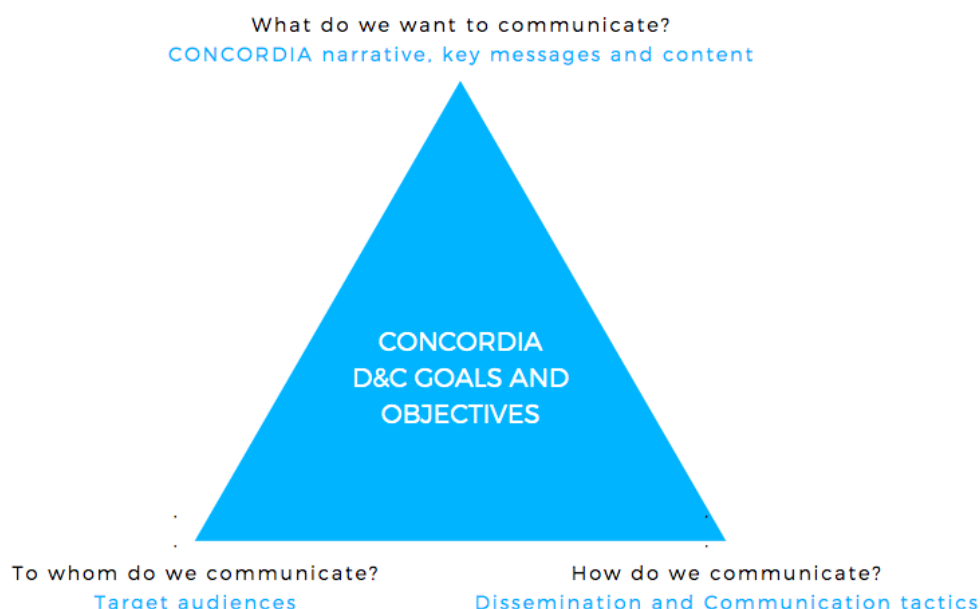 What do we want to communicate?
CONCORDIA narrative, key messages and content
CONCORDIA
D&C GOALS AND
OBJECTIVES
To whom do we communicate?
Target audiences
How do we communicate?
Dissemination and Communication tactics